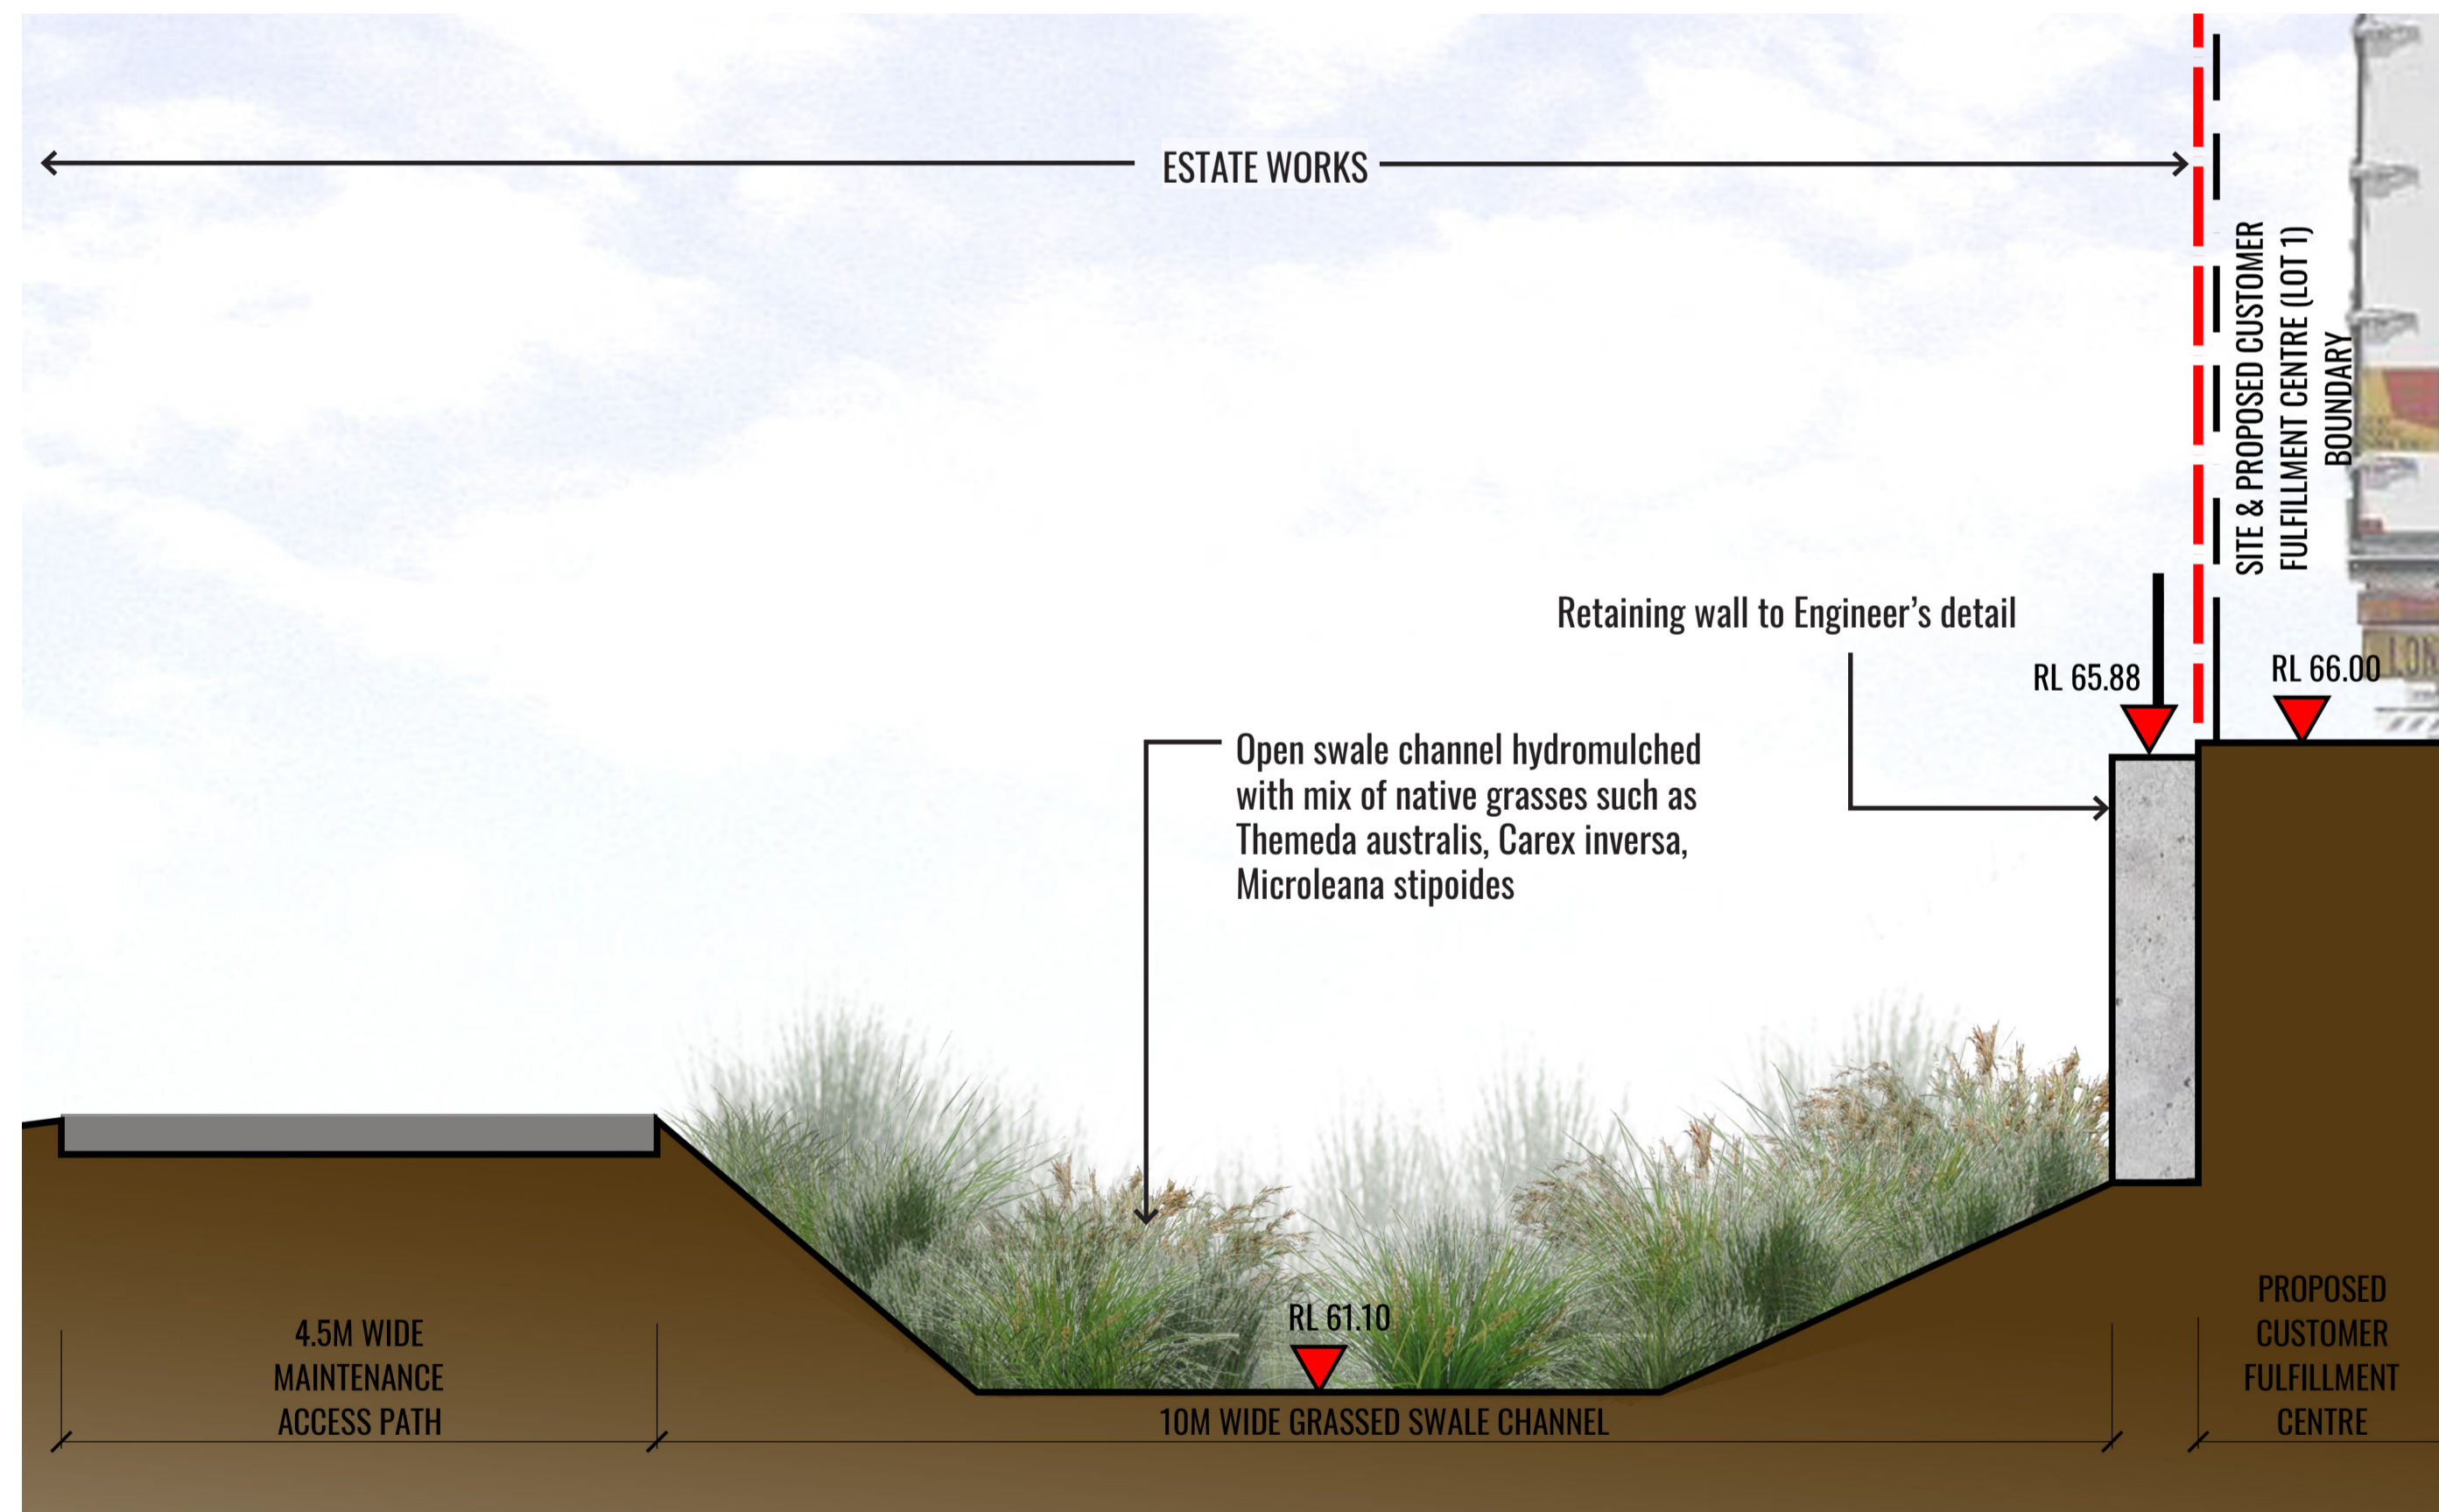 ESTATE WORKS
SITE & PROPOSED CUSTOMER
FULFILLMENT CENTRE (LOT 1)
BOUNDARY
Retaining wall to Engineer’s detail
RL 65.88
RL 66.00
Open swale channel hydromulched
with mix of native grasses such as
Themeda australis, Carex inversa,
Microleana stipoides
RL 61.10
4.5M WIDE
MAINTENANCE
ACCESS PATH
10M WIDE GRASSED SWALE CHANNEL
PROPOSED
CUSTOMER
FULFILLMENT
CENTRE